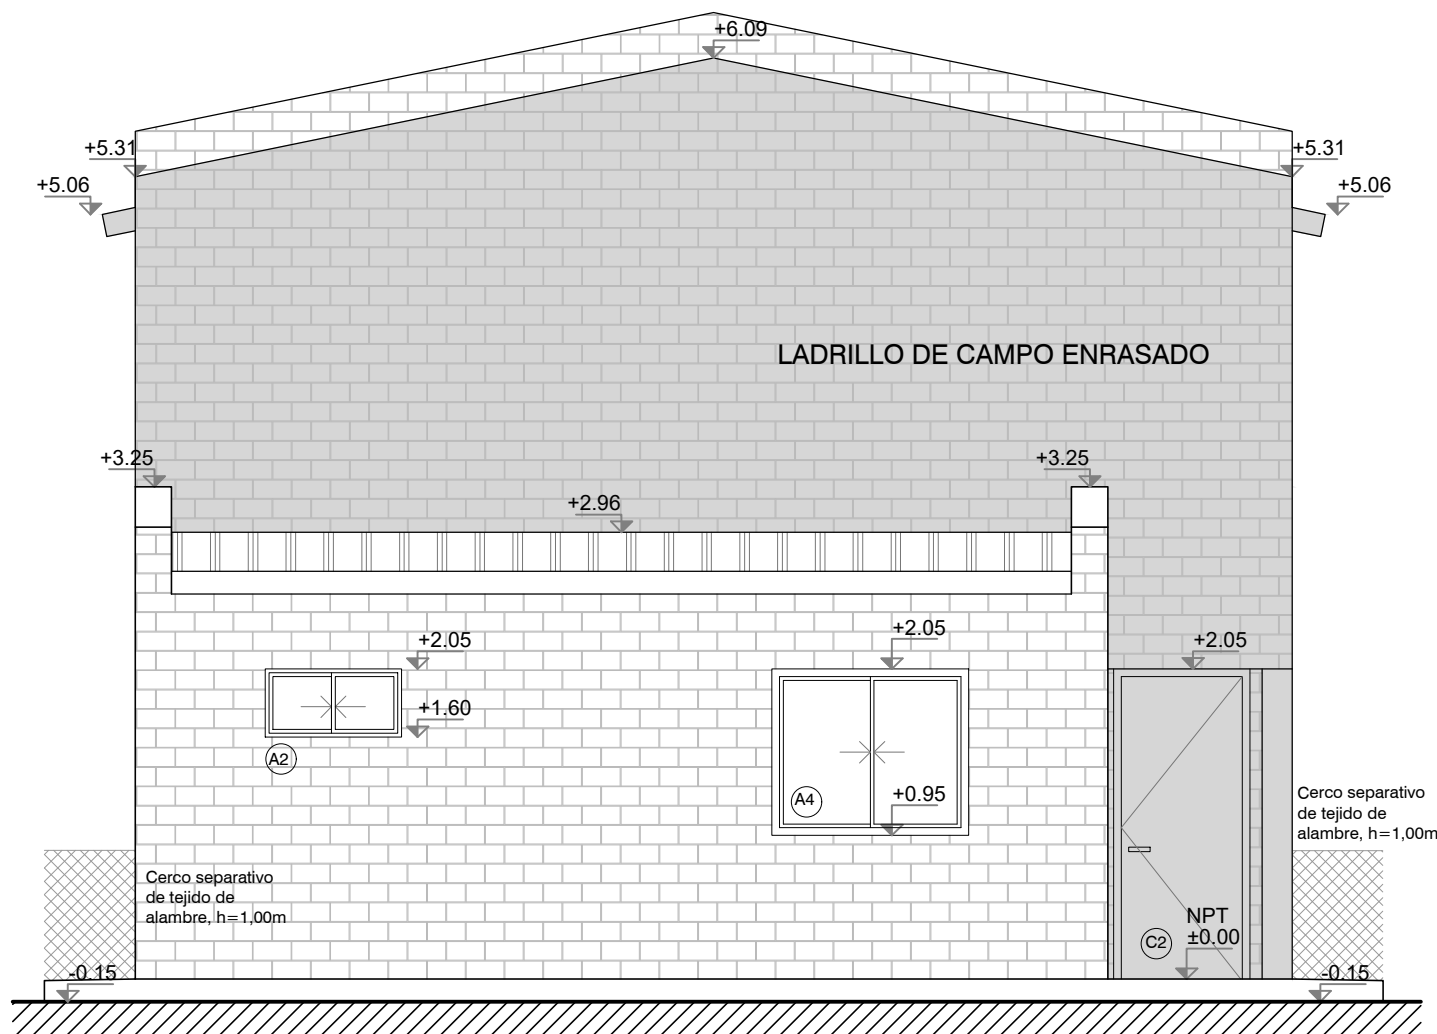 +6.09
+5.31
+5.31
+5.06
+5.06
LADRILLO DE CAMPO ENRASADO
+3.25
+3.25
+2.96
+2.05
+2.05
+2.05
+1.60
A2
A4
+0.95
Cerco separativo
de tejido de
alambre, h=1,00m
Cerco separativo
de tejido de
alambre, h=1,00m
NPT
±0.00
C2
-0.15
-0.15